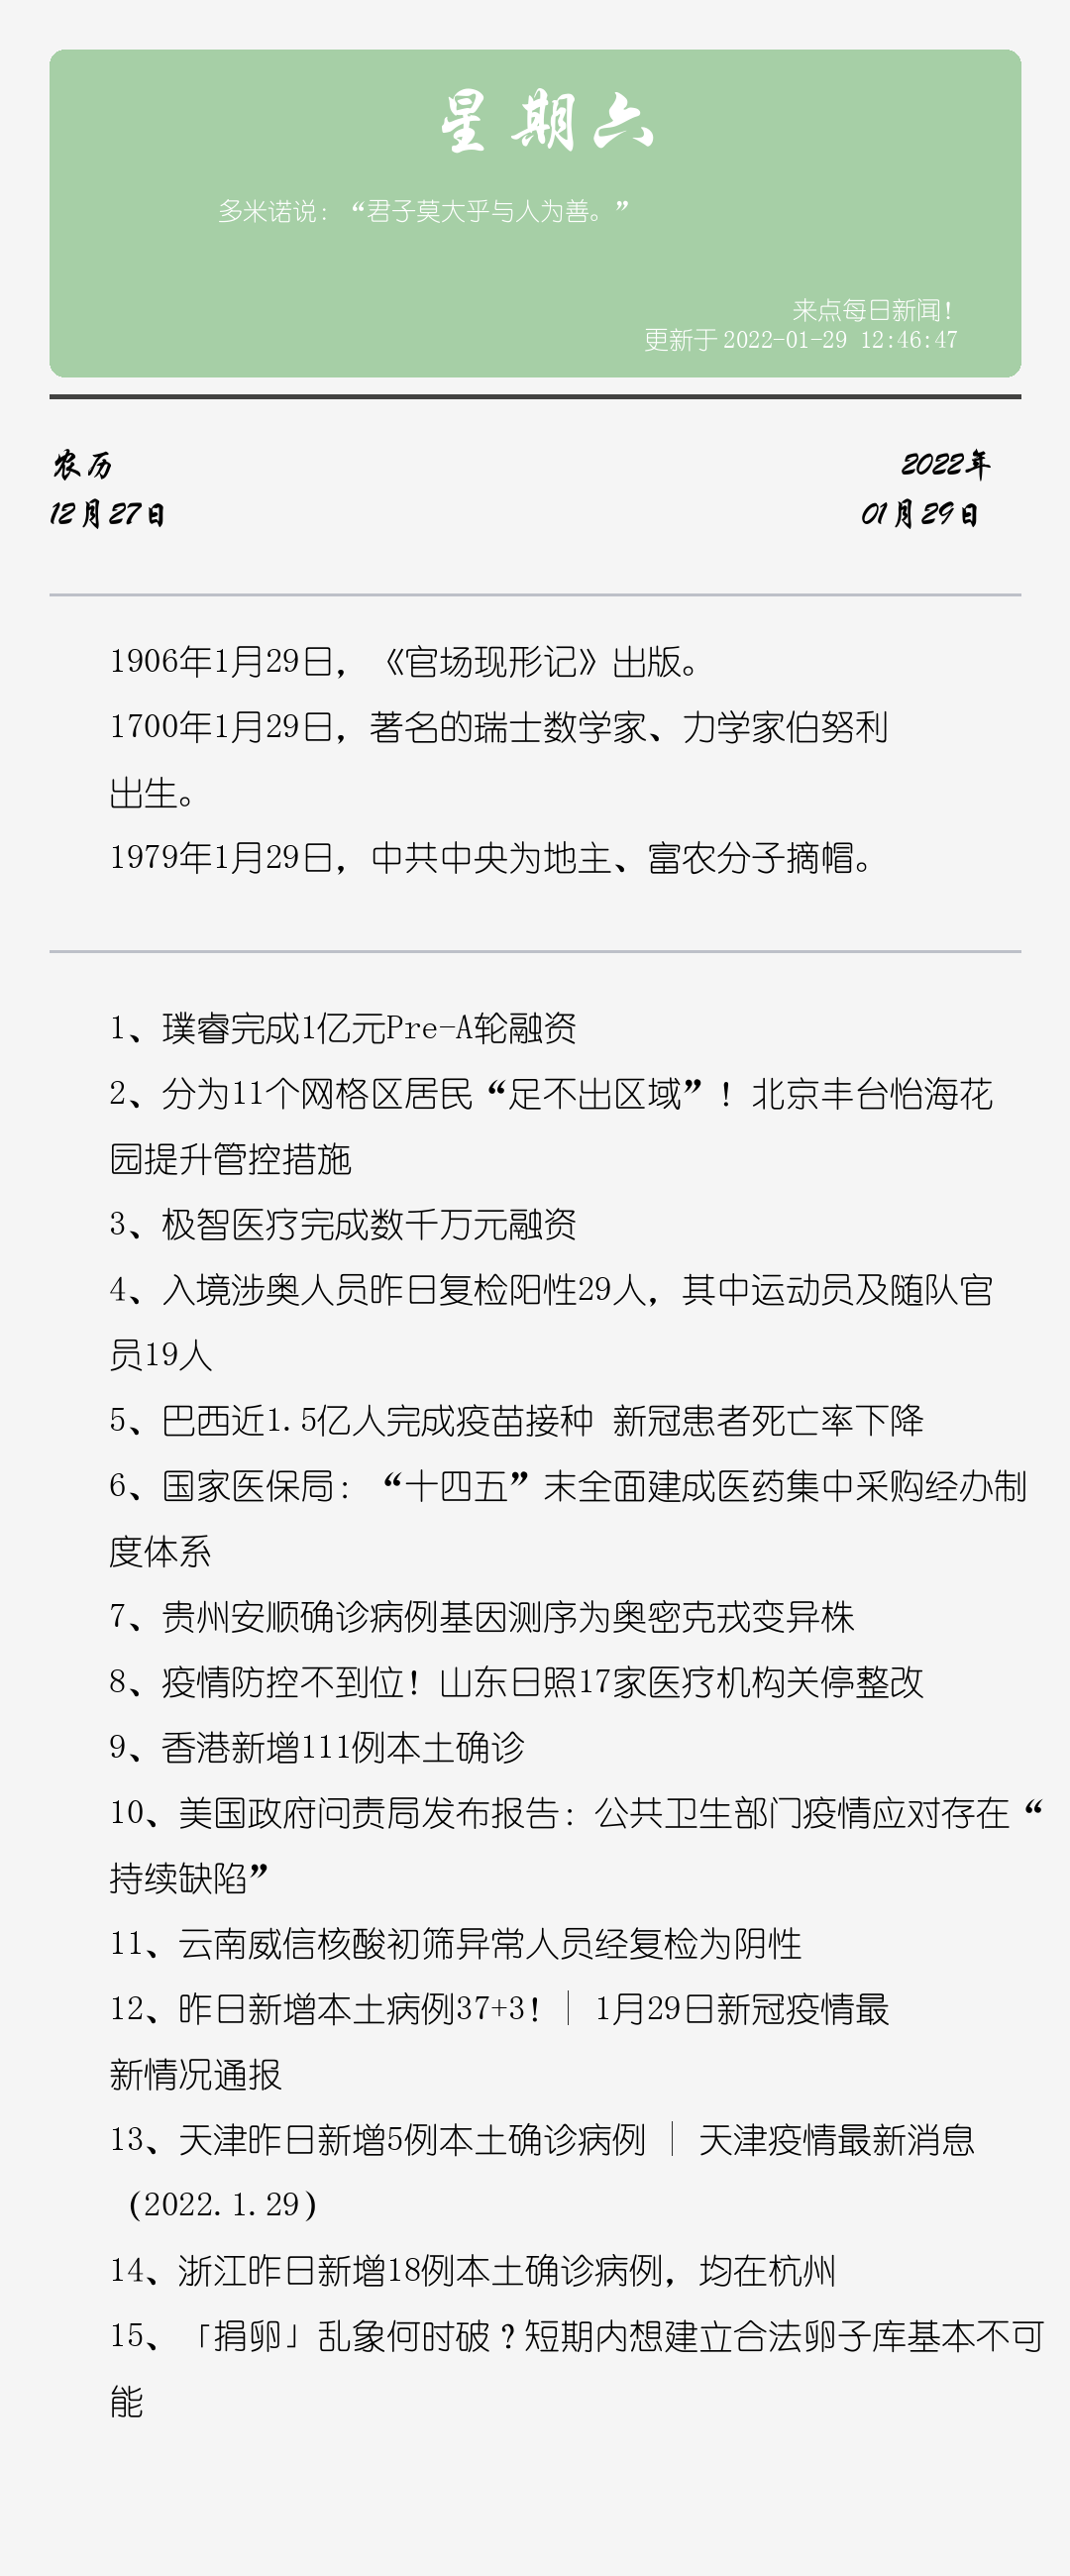 星期六
多米诺说：“君子莫大乎与人为善。”
来点每日新闻！
更新于 2022-01-29 12:46:47
农历
2022年
12月27日
01月29日
1906年1月29日，《官场现形记》出版。
1700年1月29日，著名的瑞士数学家、力学家伯努利
出生。
1979年1月29日，中共中央为地主、富农分子摘帽。
1、璞睿完成1亿元Pre-A轮融资
2、分为11个网格区居民“足不出区域”！北京丰台怡海花
园提升管控措施
3、极智医疗完成数千万元融资
4、入境涉奥人员昨日复检阳性29人，其中运动员及随队官
员19人
5、巴西近1.5亿人完成疫苗接种 新冠患者死亡率下降
6、国家医保局：“十四五”末全面建成医药集中采购经办制
度体系
7、贵州安顺确诊病例基因测序为奥密克戎变异株
8、疫情防控不到位！山东日照17家医疗机构关停整改
9、香港新增111例本土确诊
10、美国政府问责局发布报告：公共卫生部门疫情应对存在“
持续缺陷”
11、云南威信核酸初筛异常人员经复检为阴性
12、昨日新增本土病例37+3！｜ 1月29日新冠疫情最
新情况通报
13、天津昨日新增5例本土确诊病例 ｜ 天津疫情最新消息
（2022.1.29）
14、浙江昨日新增18例本土确诊病例，均在杭州
15、「捐卵」乱象何时破？短期内想建立合法卵子库基本不可
能